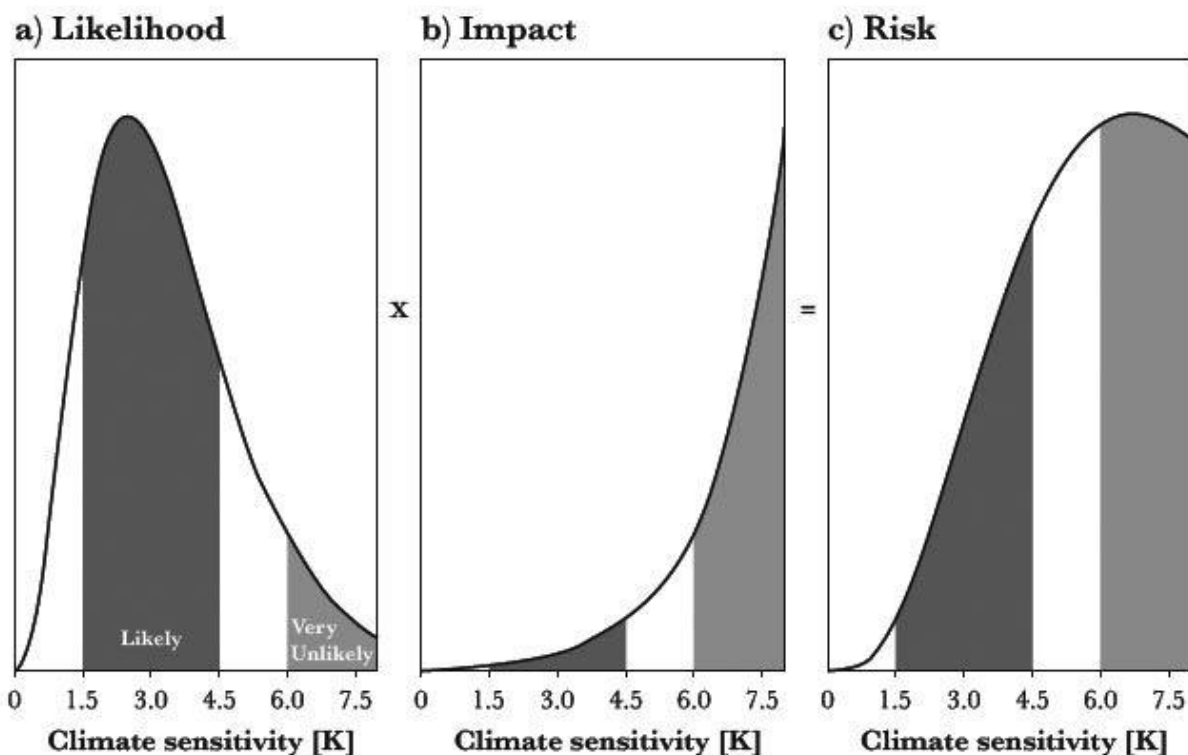 a) Likelihood
b) Impact
c) Risk
x
=
Likely
Very
Unlikely
0 1.5 3.0 4.5 6.0 7.5
0 1.5 3.0 4.5 6.0 7.5
0 1.5 3.0 4.5 6.0 7.5
Climate sensitivity [K]
Climate sensitivity [K]
Climate sensitivity [K]